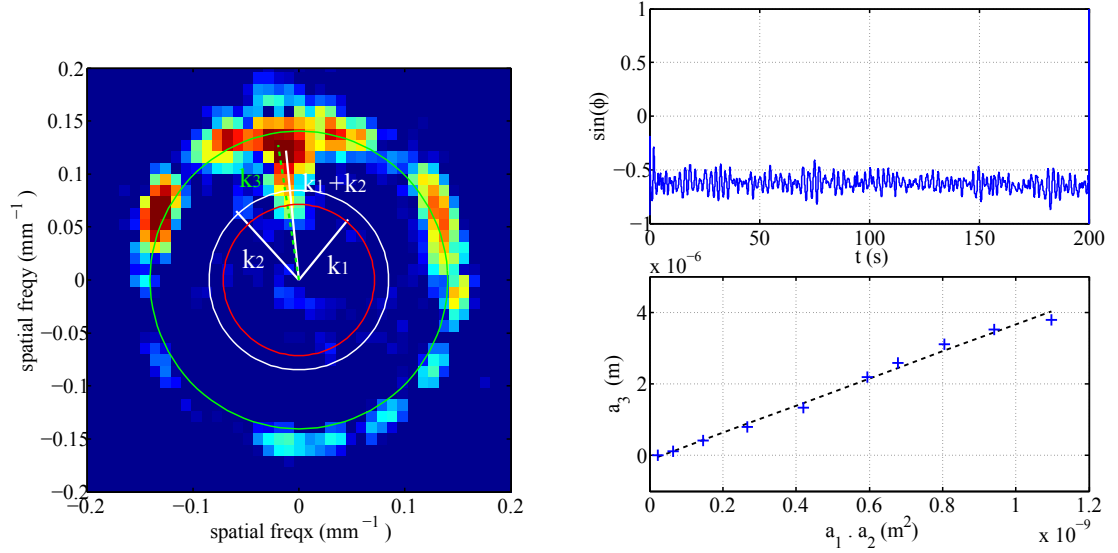 0.2
0.15
0.1
0.05
0
−0.05
−0.1
−0.15
−0.2
spatial freqy (mm⁻¹)
−0.2
−0.1
0
0.1
0.2
spatial freqx (mm⁻¹)
k₃
k₁+k₂
k₂
k₁
1
0.5
0
−0.5
−1
sin(ϕ)
0
50
100
150
200
t (s)
x 10⁻⁶
4
2
0
a₃ (m)
0
0.2
0.4
0.6
0.8
1
1.2
a₁ . a₂ (m²)
x 10⁻⁹